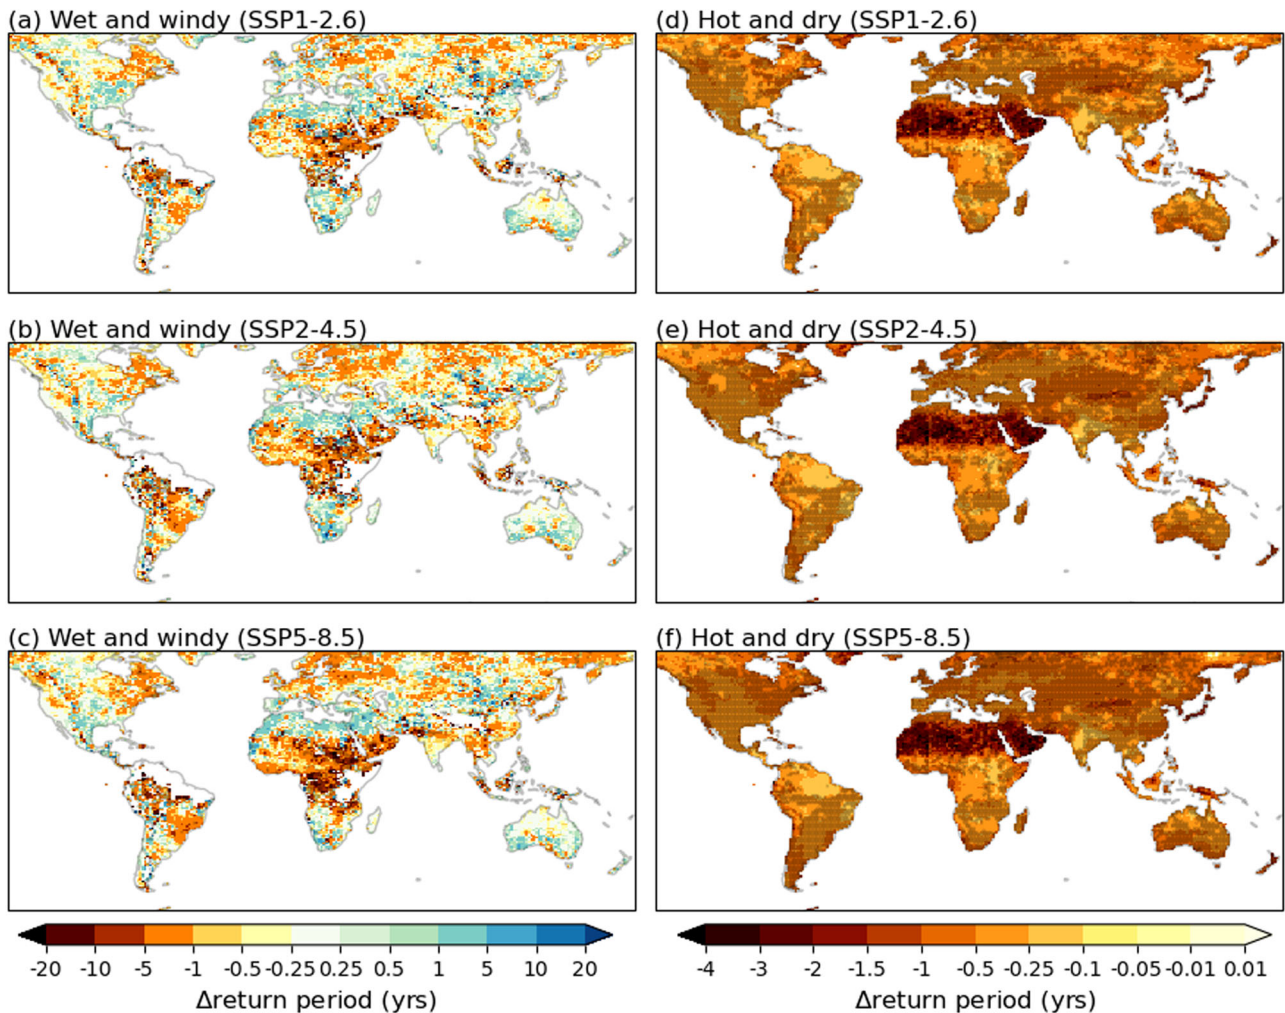 (a) Wet and windy (SSP1-2.6)
(d) Hot and dry (SSP1-2.6)
(b) Wet and windy (SSP2-4.5)
(e) Hot and dry (SSP2-4.5)
(c) Wet and windy (SSP5-8.5)
(f) Hot and dry (SSP5-8.5)
-20 -10 -5 -1 -0.5 -0.25 0.25 0.5 1 5 10 20
Δreturn period (yrs)
-4 -3 -2 -1.5 -1 -0.5 -0.25 -0.1 -0.05 -0.01 0.01
Δreturn period (yrs)